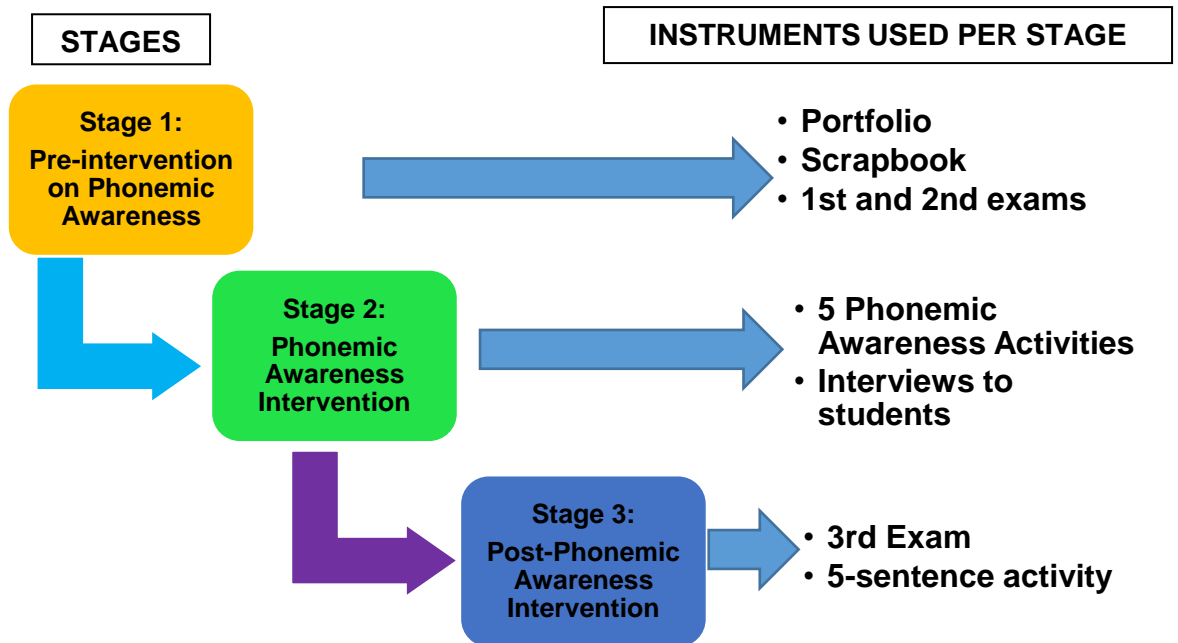 STAGES
INSTRUMENTS USED PER STAGE
Stage 1:
Pre-intervention
on Phonemic
Awareness
• Portfolio
• Scrapbook
• 1st and 2nd exams
Stage 2:
Phonemic
Awareness
Intervention
• 5 Phonemic
Awareness Activities
• Interviews to
students
Stage 3:
Post-Phonemic
Awareness
Intervention
• 3rd Exam
• 5-sentence activity